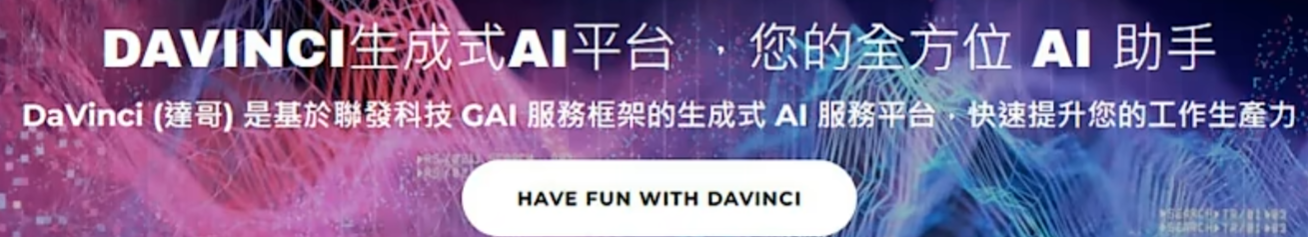 DAVINCI生成式AI平台，您的全方位 AI 助手
DaVinci (達哥) 是基於聯發科技 GAI 服務框架的生成式 AI 服務平台，快速提升您的工作生產力
HAVE FUN WITH DAVINCI